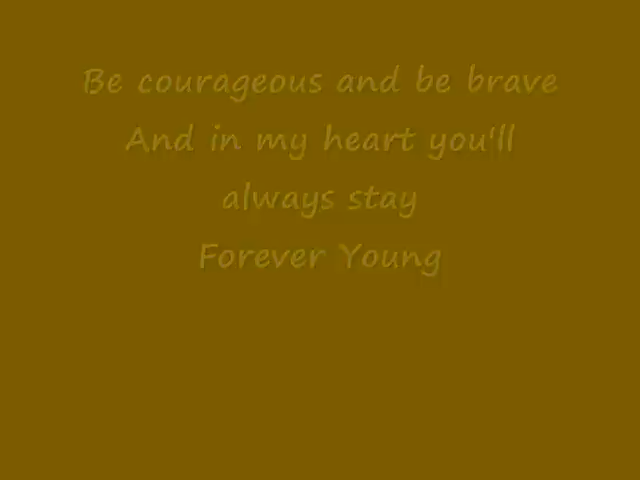 Be courageous and be brave
And in my heart you'll
always stay
Forever Young